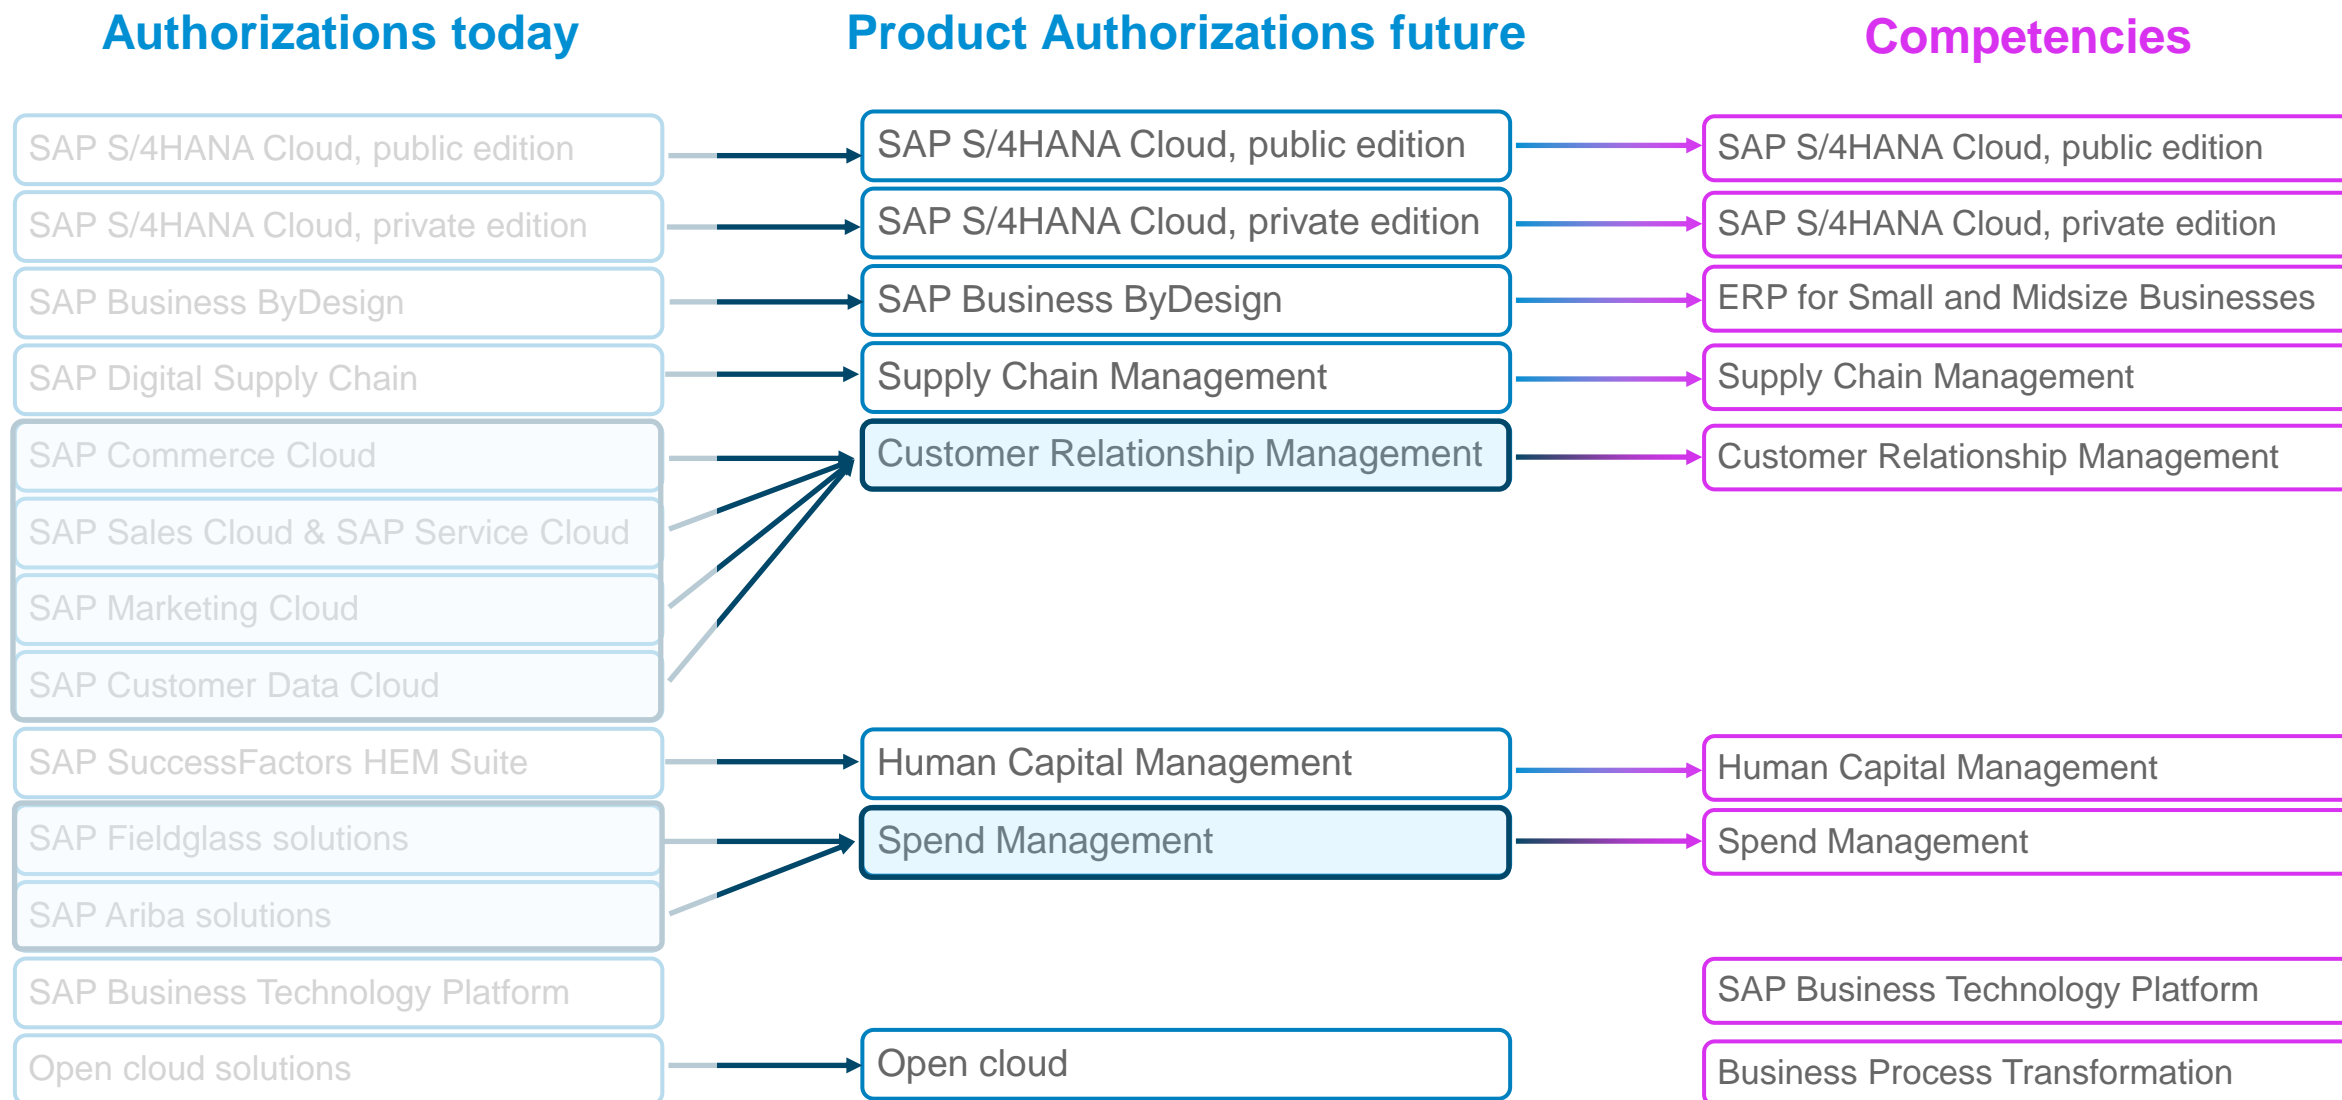 Authorizations today
Product Authorizations future
Competencies
SAP S/4HANA Cloud, public edition
SAP S/4HANA Cloud, public edition
SAP S/4HANA Cloud, public edition
SAP S/4HANA Cloud, private edition
SAP S/4HANA Cloud, private edition
SAP S/4HANA Cloud, private edition
SAP Business ByDesign
SAP Business ByDesign
ERP for Small and Midsize Businesses
SAP Digital Supply Chain
Supply Chain Management
Supply Chain Management
SAP Commerce Cloud
Customer Relationship Management
Customer Relationship Management
SAP Sales Cloud & SAP Service Cloud
SAP Marketing Cloud
SAP Customer Data Cloud
SAP SuccessFactors HEM Suite
Human Capital Management
Human Capital Management
SAP Fieldglass solutions
Spend Management
Spend Management
SAP Ariba solutions
SAP Business Technology Platform
SAP Business Technology Platform
Open cloud solutions
Open cloud
Business Process Transformation